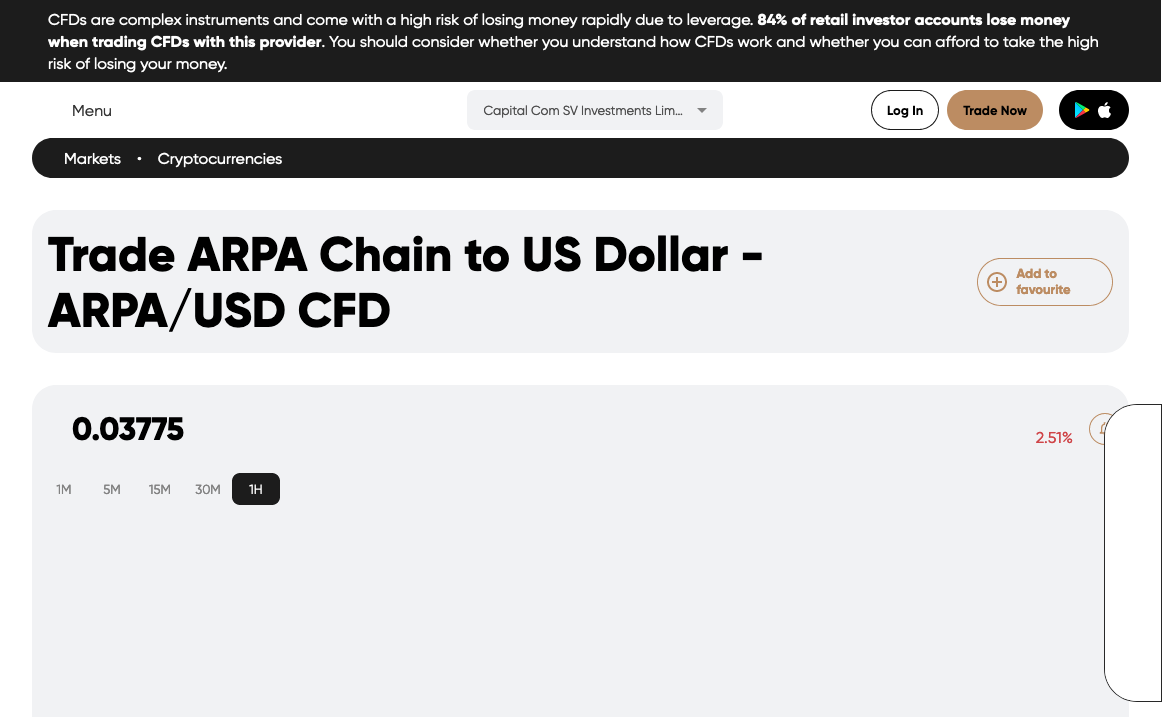 CFDs are complex instruments and come with a high risk of losing money rapidly due to leverage. 84% of retail investor accounts lose money
when trading CFDs with this provider. You should consider whether you understand how CFDs work and whether you can afford to take the high
risk of losing your money.
Menu
Capital Com SV Investments Lim...
Log In
Trade Now
Markets • Cryptocurrencies
Trade ARPA Chain to US Dollar -
ARPA/USD CFD
Add to
favourite
0.03775
2.51%
1M 5M 15M 30M 1H